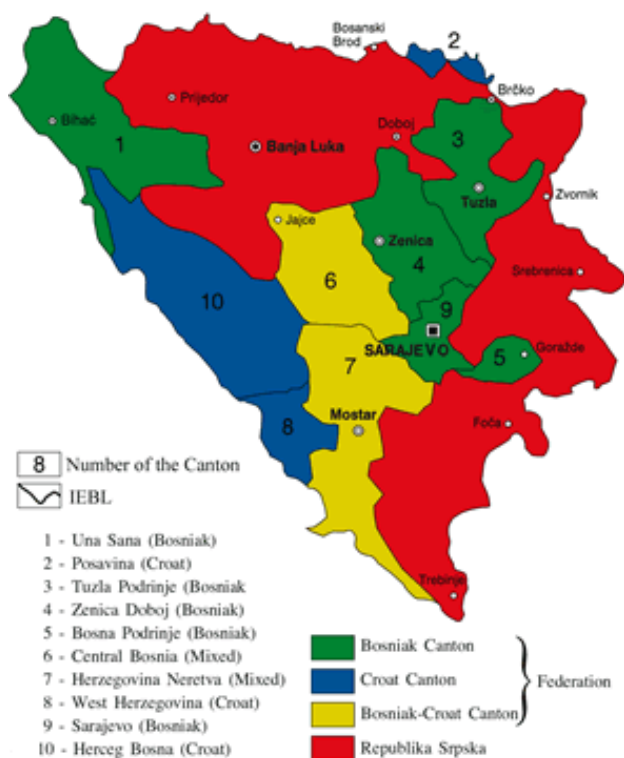 Bosanski
Brod
2
Brčko
Prijedor
Bihać
1
Doboj
3
Banja Luka
Tuzla
Zvornik
Jajce
Zenica
4
Srebrenica
6
10
9
SARAJEVO
5
Goražde
7
Mostar
8
Foča
Trebinje
8 Number of the Canton
IEBL
1 - Una Sana (Bosniak)
2 - Posavina (Croat)
3 - Tuzla Podrinje (Bosniak
4 - Zenica Doboj (Bosniak)
5 - Bosna Podrinje (Bosniak)
6 - Central Bosnia (Mixed)
7 - Herzegovina Neretva (Mixed)
8 - West Herzegovina (Croat)
9 - Sarajevo (Bosniak)
10 - Herceg Bosna (Croat)
Bosniak Canton
Croat Canton
Bosniak-Croat Canton
Federation
Republika Srpska